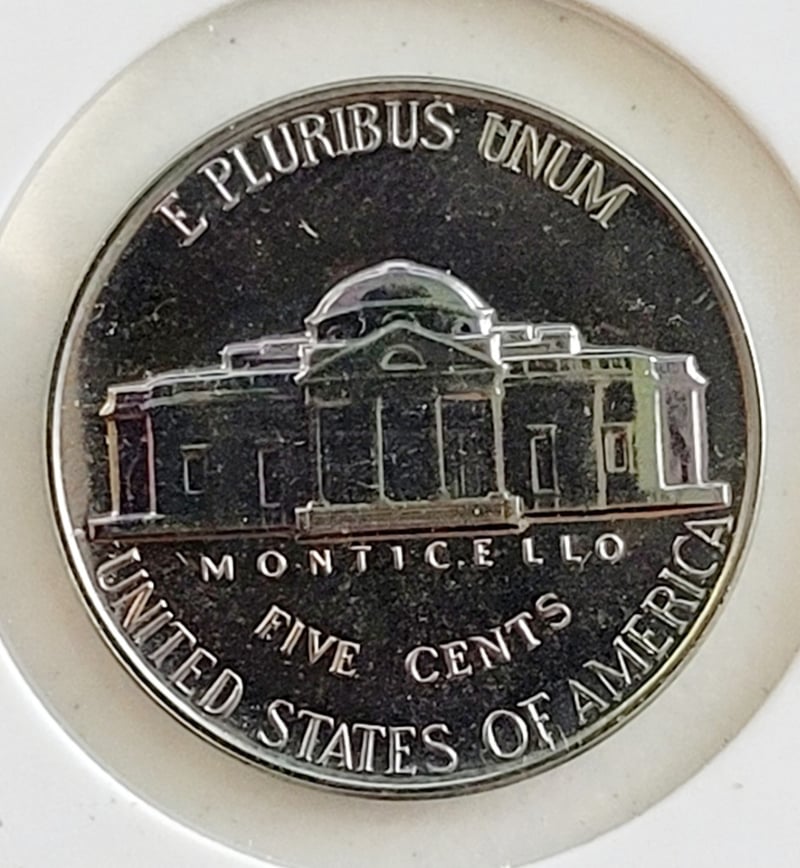 E PLURIBUS UNUM
MONTICELLO
FIVE CENTS
UNITED STATES OF AMERICA